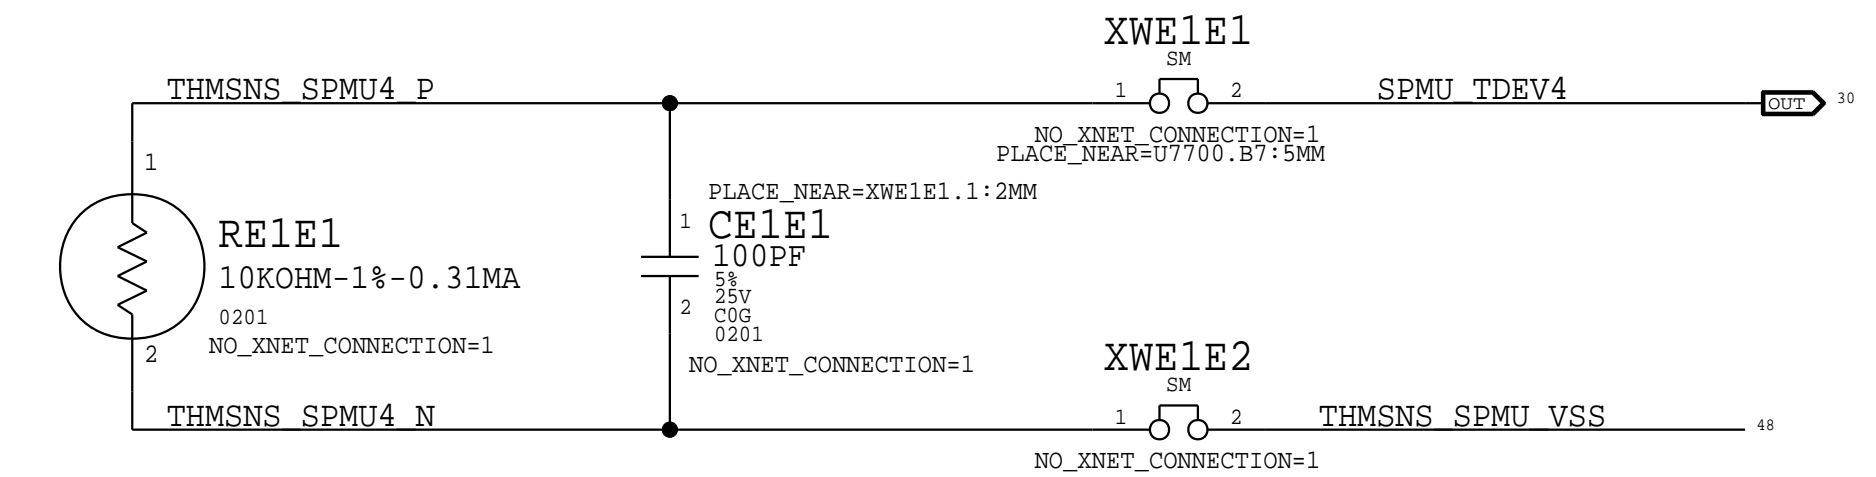 XWE1E1
SM
THMSNS_SPMU4_P
1
2
SPMU_TDEV4
OUT
30
NO_XNET_CONNECTION=1
PLACE_NEAR=U7700.B7:5MM
1
PLACE_NEAR=XWE1E1.1:2MM
1
CE1E1
100PF
5%
25V
C0G
0201
2
NO_XNET_CONNECTION=1
RE1E1
10KOHM-1%-0.31MA
0201
NO_XNET_CONNECTION=1
2
XWE1E2
SM
THMSNS_SPMU4_N
1
2
THMSNS_SPMU_VSS
48
NO_XNET_CONNECTION=1